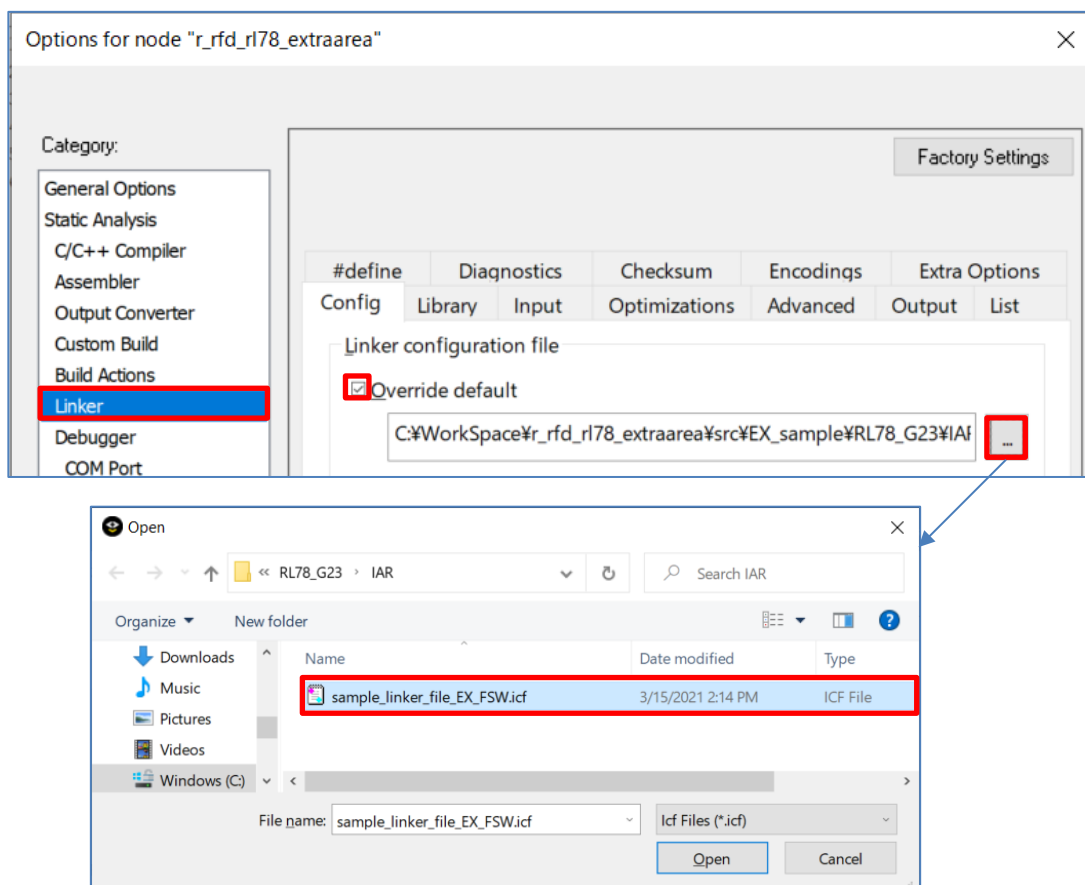 Options for node "r_rfd_rl78_extraarea"
Category:
Factory Settings
General Options
Static Analysis
C/C++ Compiler
Assembler
Output Converter
Custom Build
Build Actions
Linker
Debugger
COM Port
#define Diagnostics Checksum Encodings Extra Options
Config Library Input Optimizations Advanced Output List
Linker configuration file
Override default
C:¥WorkSpace¥r_rfd_rl78_extraarea¥src¥EX_sample¥RL78_G23¥IAR
...
Open
« RL78_G23 › IAR
Search IAR
Organize New folder
Downloads
Music
Pictures
Videos
Windows (C:)
Name Date modified Type
sample_linker_file_EX_FSW.icf 3/15/2021 2:14 PM ICF File
File name: sample_linker_file_EX_FSW.icf
Icf Files (*.icf)
Open Cancel